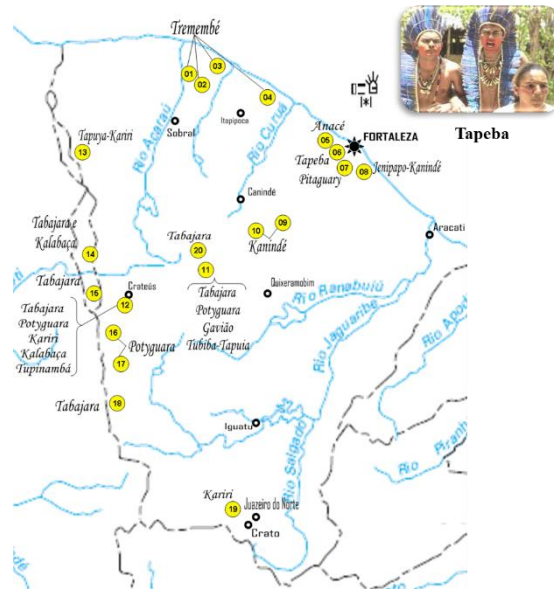 Tremembé
01
02
03
04
Sobral
Itapipoca
Rio Acaraú
Rio Curuá
Tapuya-Kariri
13
Anacé
05
FORTALEZA
06
Tapeba
07
Pitaguary
08
Jenipapo-Kanindé
Tapeba
Canindé
10
09
Kanindé
Aracati
Tabajara e
Kalabaça
14
Tabajara
20
11
Tabajara
Potyguara
Gavião
Tubiba-Tapuia
Quixeramobim
Rio Banabuiú
Rio Jaguaribe
Tabajara
15
Crateús
12
Tabajara
Potyguara
Kariri
Kalabaça
Tupinambá
16
Potyguara
17
Tabajara
18
Iguatu
Rio Salgado
Kariri
19
Juazeiro do Norte
Crato
Rio Apo
Rio Piranh